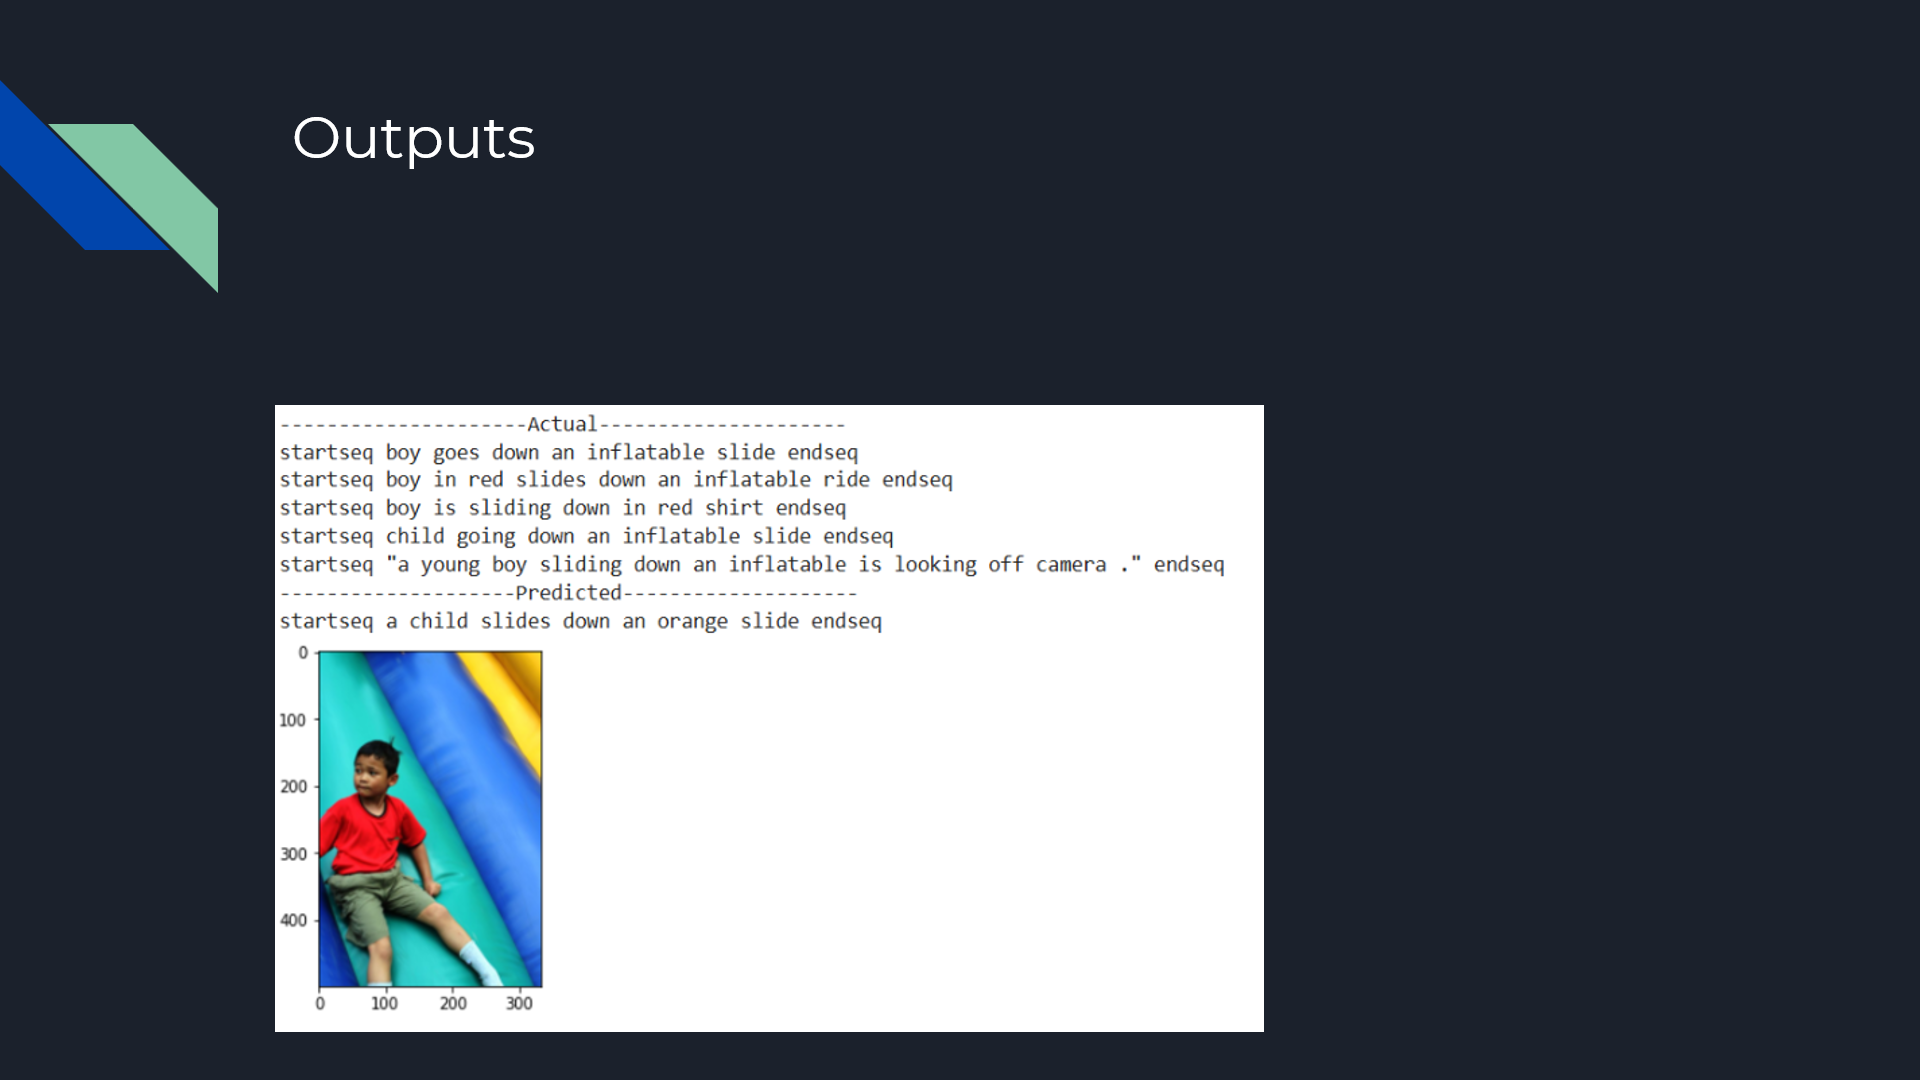 Outputs
---------------------Actual---------------------
startseq boy goes down an inflatable slide endseq
startseq boy in red slides down an inflatable ride endseq
startseq boy is sliding down in red shirt endseq
startseq child going down an inflatable slide endseq
startseq "a young boy sliding down an inflatable is looking off camera ." endseq
--------------------Predicted--------------------
startseq a child slides down an orange slide endseq
0
100
200
300
400
0 100 200 300